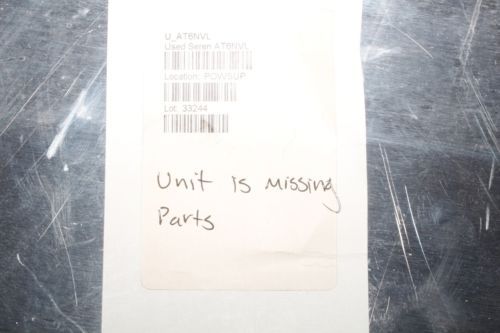 U_AT6NVL
Used Seren AT6NVL
Location: POWSUP
Lot: 33244
Unit is Missing
Parts